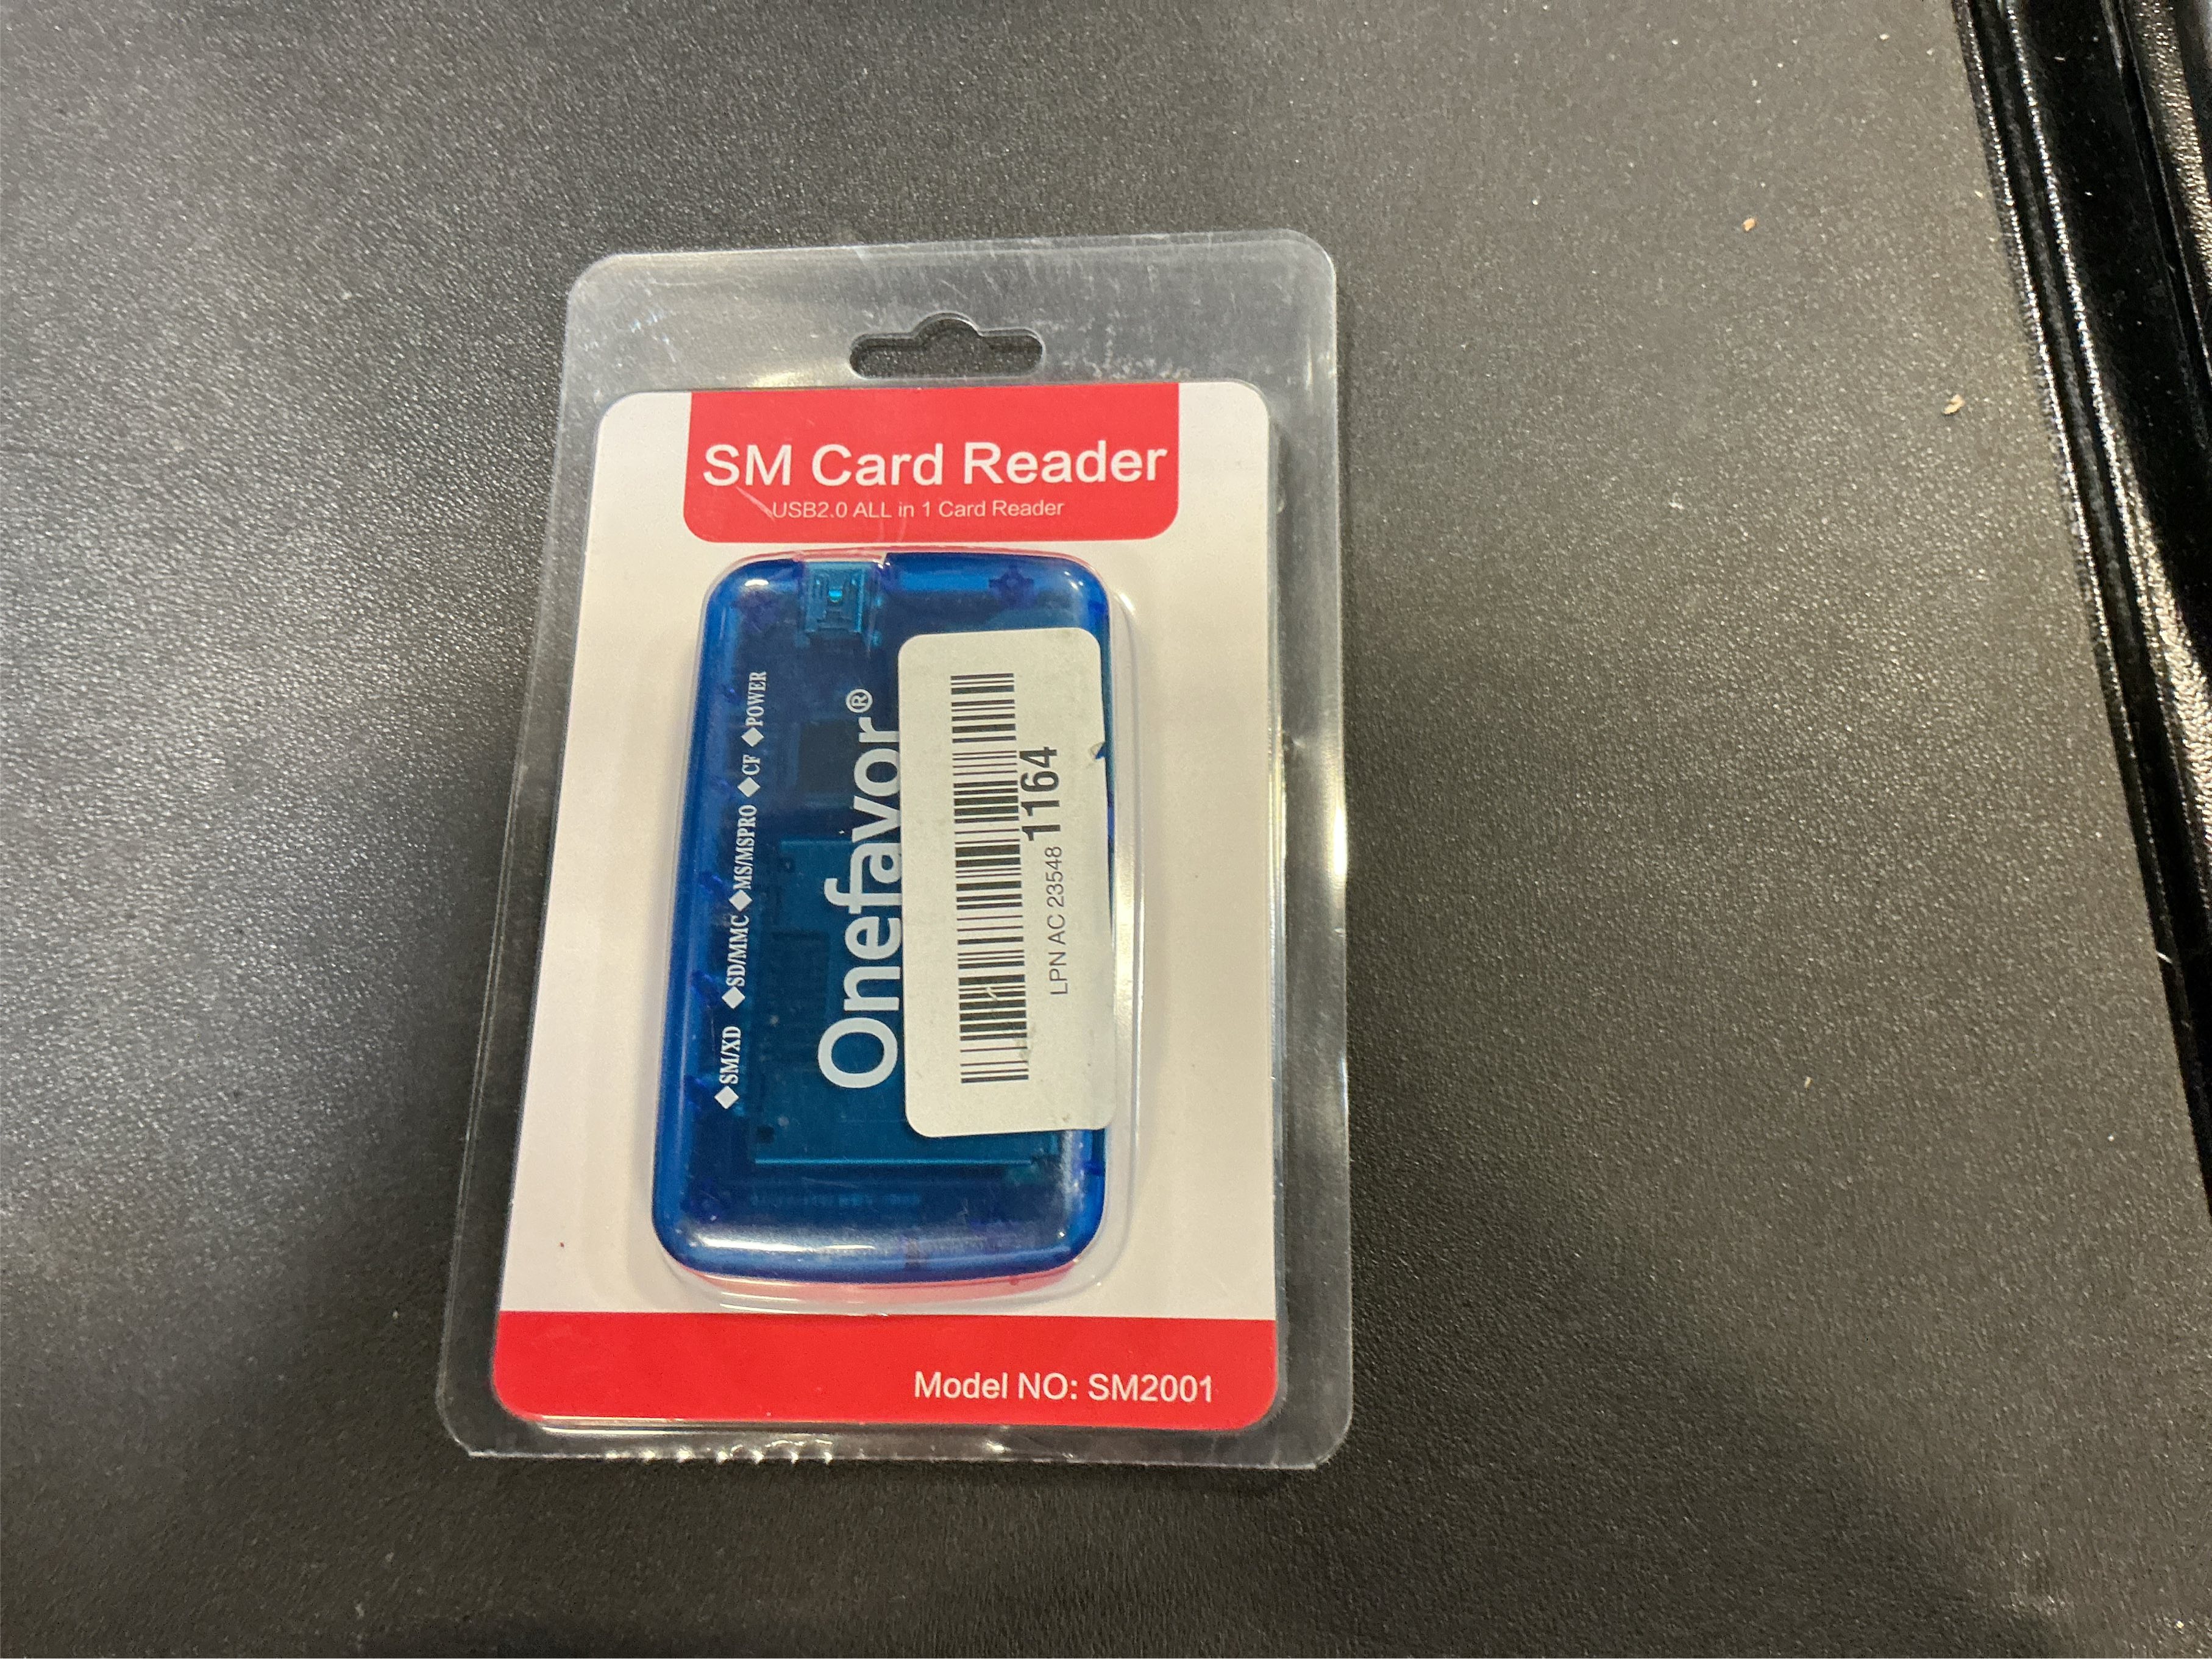 SM Card Reader
USB2.0 ALL in 1 Card Reader
◆SM/XD ◆SD/MMC ◆MS/MSPRO ◆CF ◆POWER
Onefavor®
LPN AC 23548 1164
Model NO: SM2001